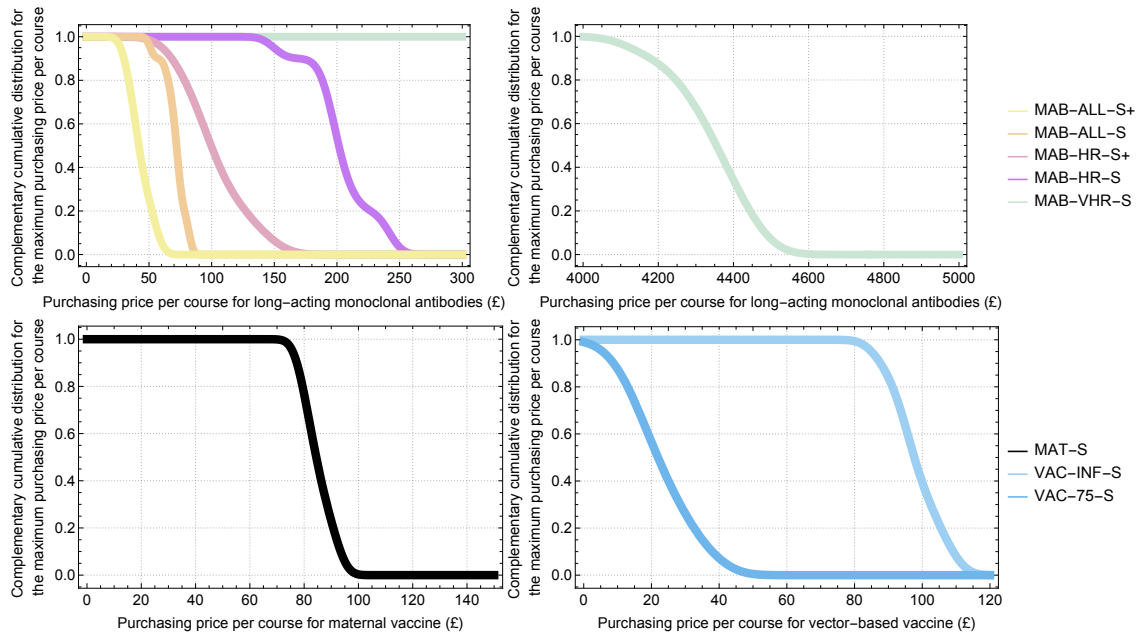 Complementary cumulative distribution for
the maximum purchasing price per course
1.0
0.8
0.6
0.4
0.2
0.0
0 50 100 150 200 250 300
Purchasing price per course for long-acting monoclonal antibodies (£)
Complementary cumulative distribution for
the maximum purchasing price per course
1.0
0.8
0.6
0.4
0.2
0.0
4000 4200 4400 4600 4800 5000
Purchasing price per course for long-acting monoclonal antibodies (£)
MAB-ALL-S+
MAB-ALL-S
MAB-HR-S+
MAB-HR-S
MAB-VHR-S
Complementary cumulative distribution for
the maximum purchasing price per course
1.0
0.8
0.6
0.4
0.2
0.0
0 20 40 60 80 100 120 140
Purchasing price per course for maternal vaccine (£)
Complementary cumulative distribution for
the maximum purchasing price per course
1.0
0.8
0.6
0.4
0.2
0.0
0 20 40 60 80 100 120
Purchasing price per course for vector-based vaccine (£)
MAT-S
VAC-INF-S
VAC-75-S